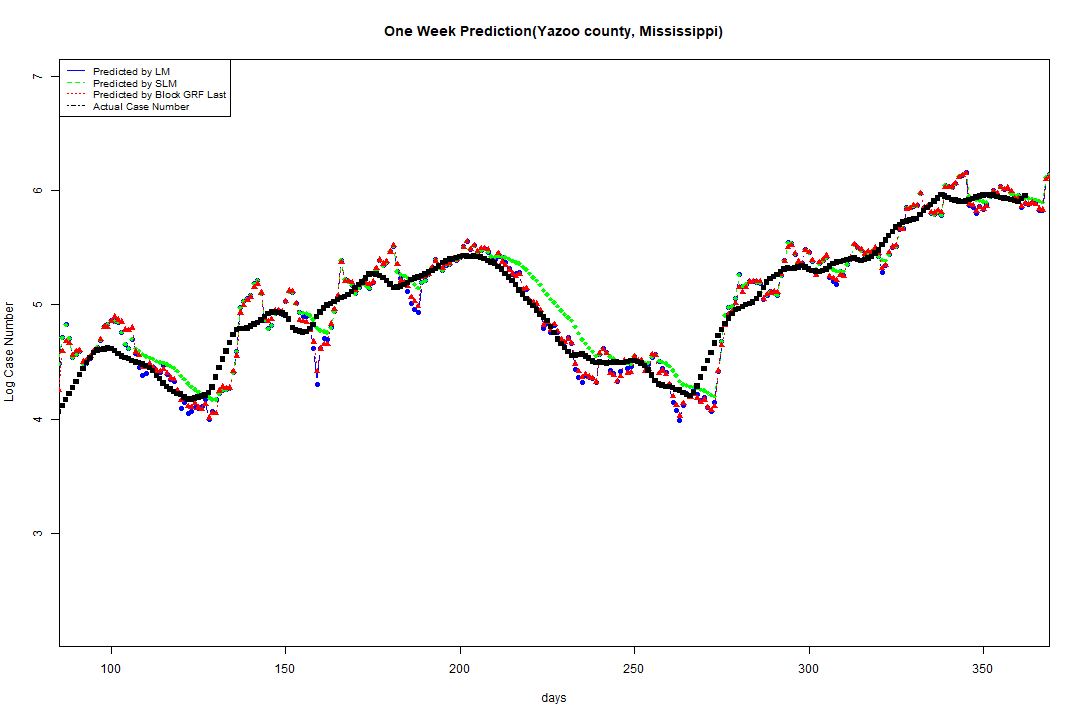 One Week Prediction(Yazoo county, Mississippi)
Predicted by LM
Predicted by SLM
Predicted by Block GRF Last
Actual Case Number
7
6
5
4
3
Log Case Number
100 150 200 250 300 350
days